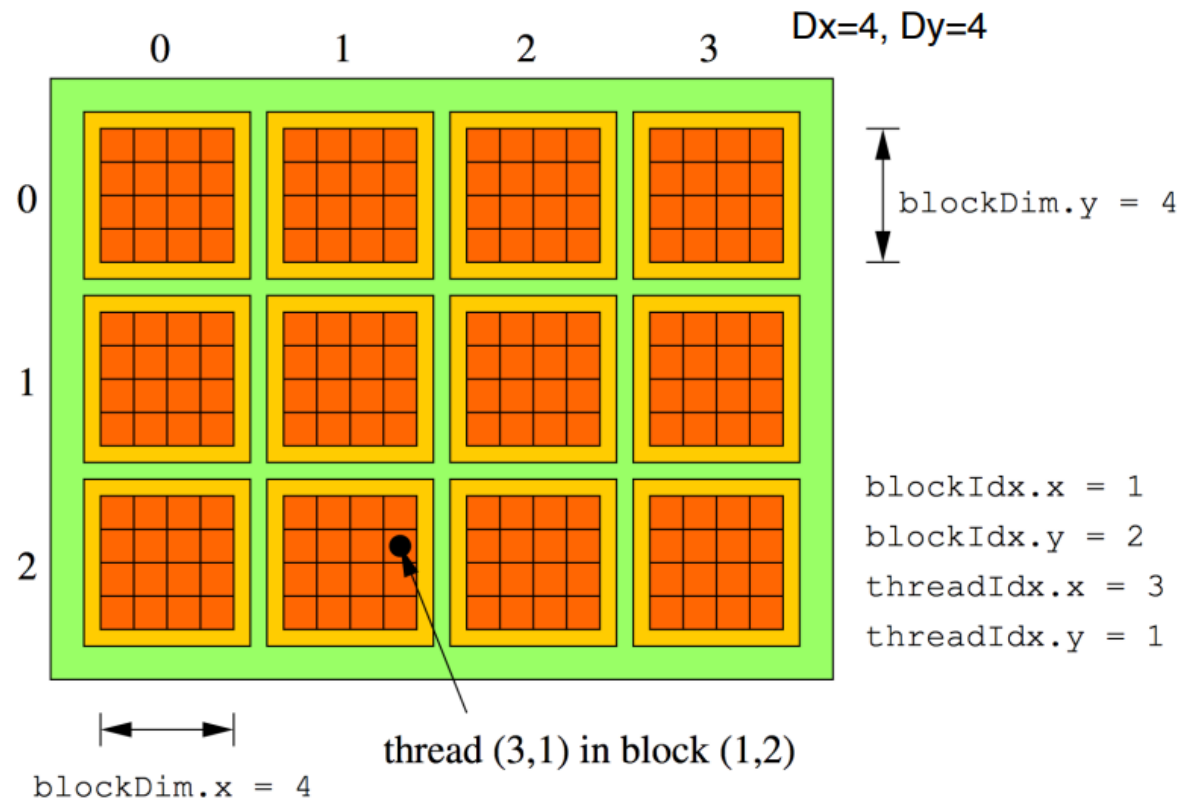 Dx=4, Dy=4
0 1 2 3
0
blockDim.y = 4
1
blockIdx.x = 1
blockIdx.y = 2
2
threadIdx.x = 3
threadIdx.y = 1
thread (3,1) in block (1,2)
blockDim.x = 4